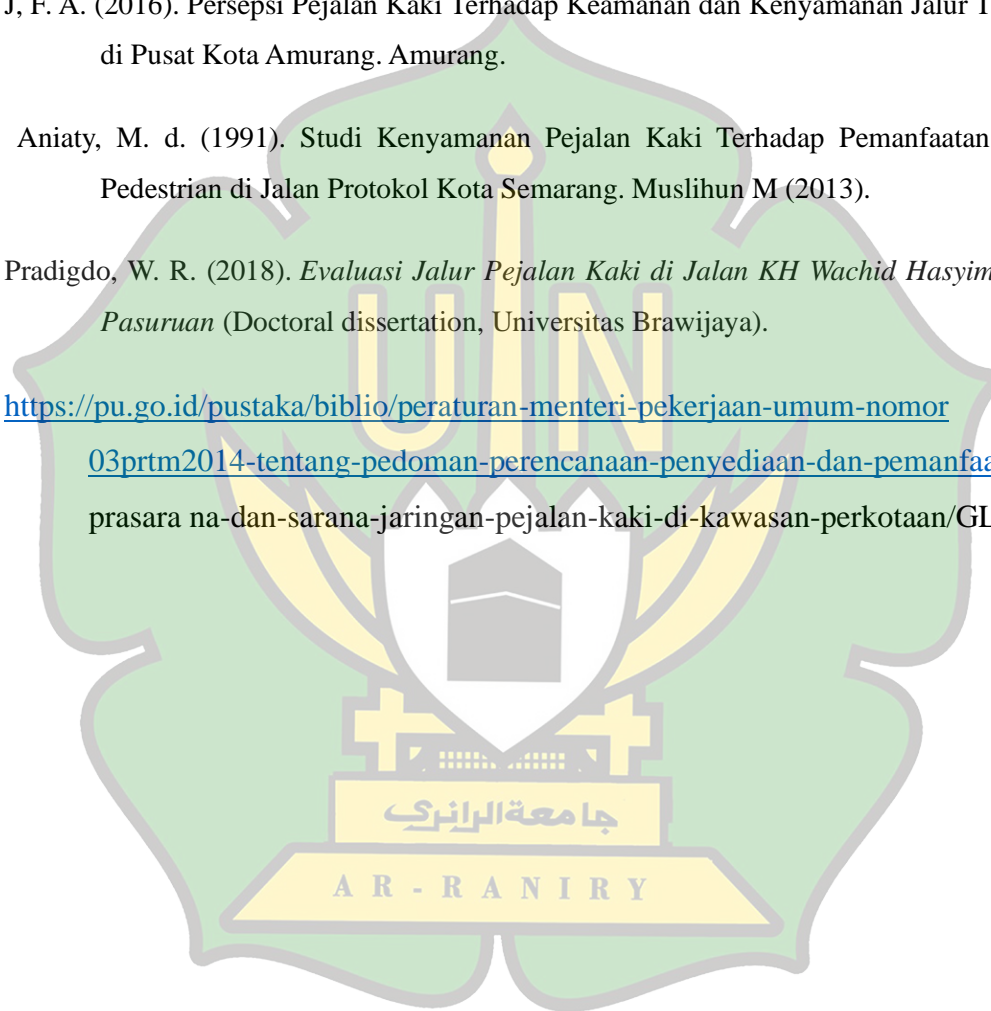 J, F. A. (2016). Persepsi Pejalan Kaki Terhadap Keamanan dan Kenyamanan Jalur
di Pusat Kota Amurang. Amurang.
Aniaty, M. d. (1991). Studi Kenyamanan Pejalan Kaki Terhadap Pemanfaatan
Pedestrian di Jalan Protokol Kota Semarang. Muslihun M (2013).
Pradigdo, W. R. (2018). Evaluasi Jalur Pejalan Kaki di Jalan KH Wachid Hasyim
Pasuruan (Doctoral dissertation, Universitas Brawijaya).
https://pu.go.id/pustaka/biblio/peraturan-menteri-pekerjaan-umum-nomor
03prtm2014-tentang-pedoman-perencanaan-penyediaan-dan-pemanfaa
prasara na-dan-sarana-jaringan-pejalan-kaki-di-kawasan-perkotaan/GL
UIN
جامعة الرانري
AR-RANIRY